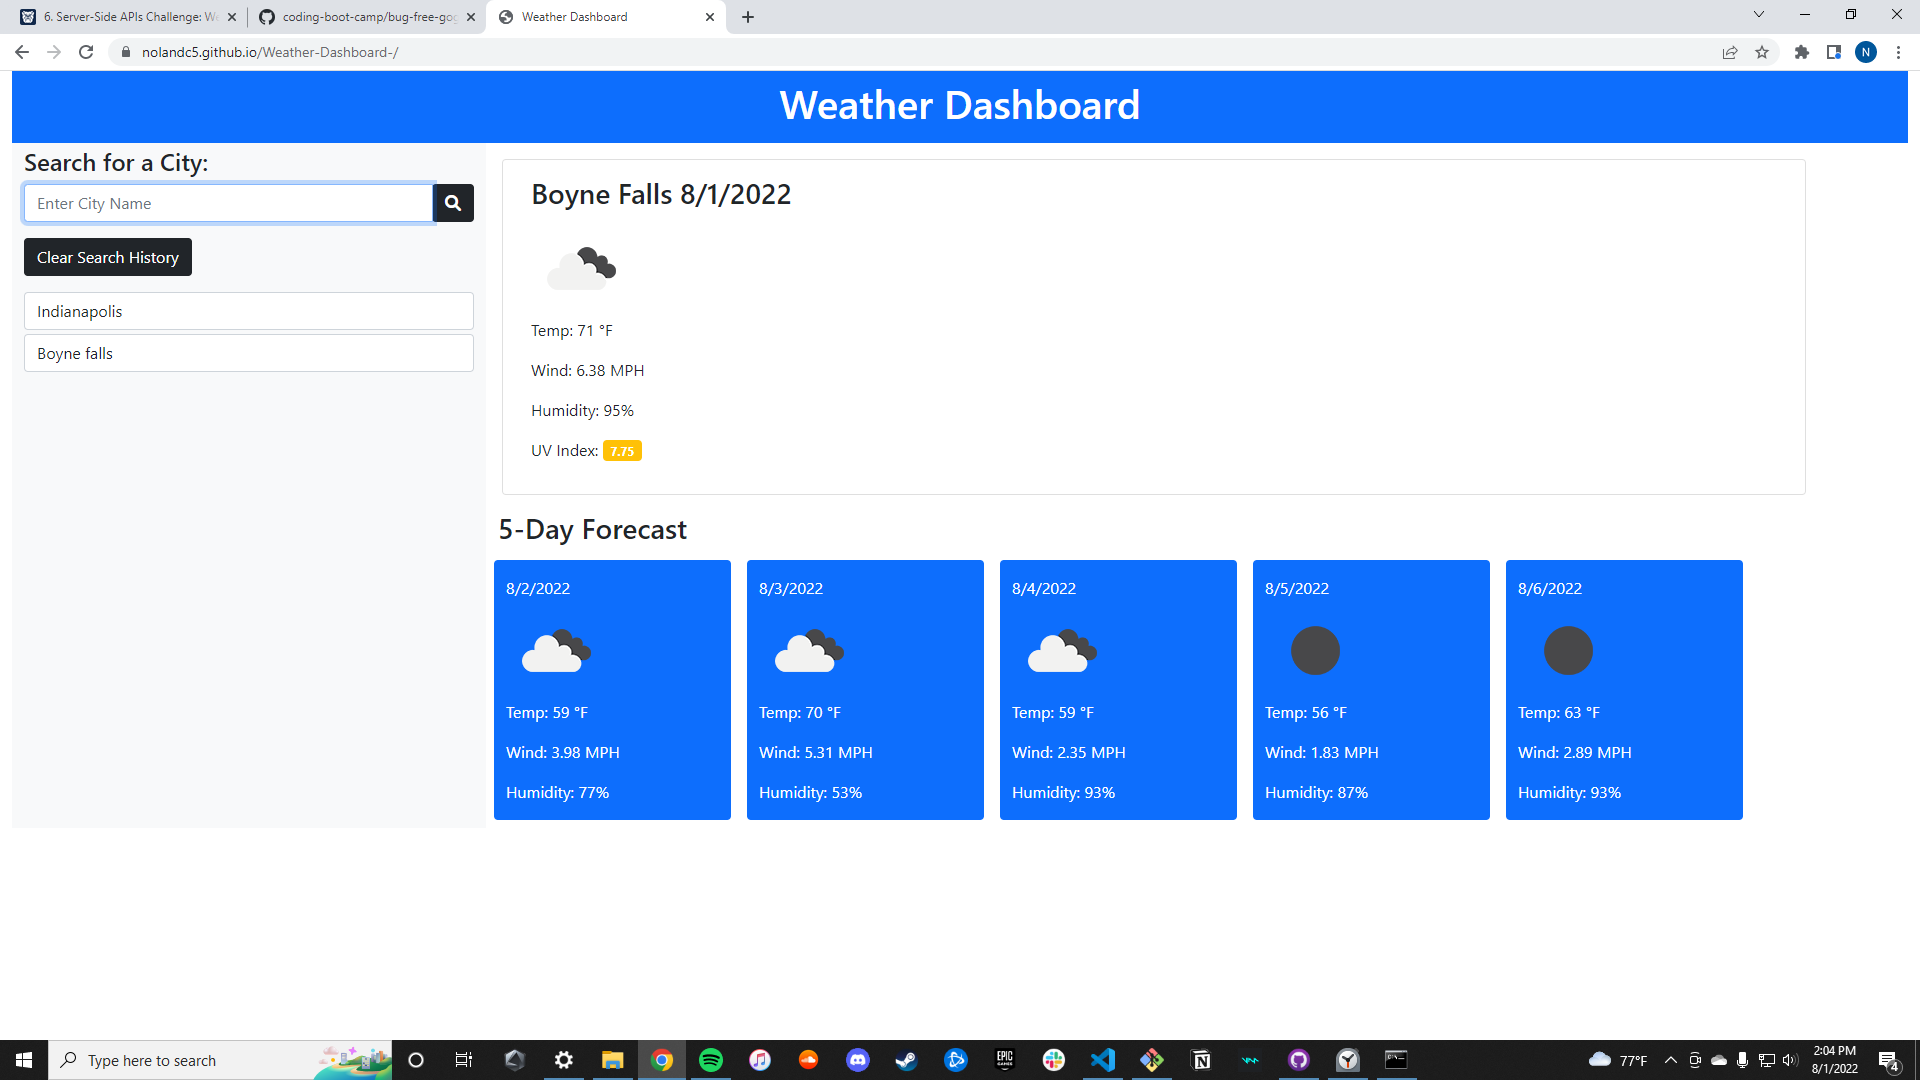 6. Server-Side APIs Challenge: We
coding-boot-camp/bug-free-gog
Weather Dashboard
nolandc5.github.io/Weather-Dashboard-/
N
Weather Dashboard
Search for a City:
Enter City Name
Clear Search History
Indianapolis
Boyne falls
Boyne Falls 8/1/2022
Temp: 71 °F
Wind: 6.38 MPH
Humidity: 95%
UV Index: 7.75
5-Day Forecast
8/2/2022
Temp: 59 °F
Wind: 3.98 MPH
Humidity: 77%
8/3/2022
Temp: 70 °F
Wind: 5.31 MPH
Humidity: 53%
8/4/2022
Temp: 59 °F
Wind: 2.35 MPH
Humidity: 93%
8/5/2022
Temp: 56 °F
Wind: 1.83 MPH
Humidity: 87%
8/6/2022
Temp: 63 °F
Wind: 2.89 MPH
Humidity: 93%
Type here to search
EPIC
GAMES
77°F
2:04 PM
8/1/2022
4